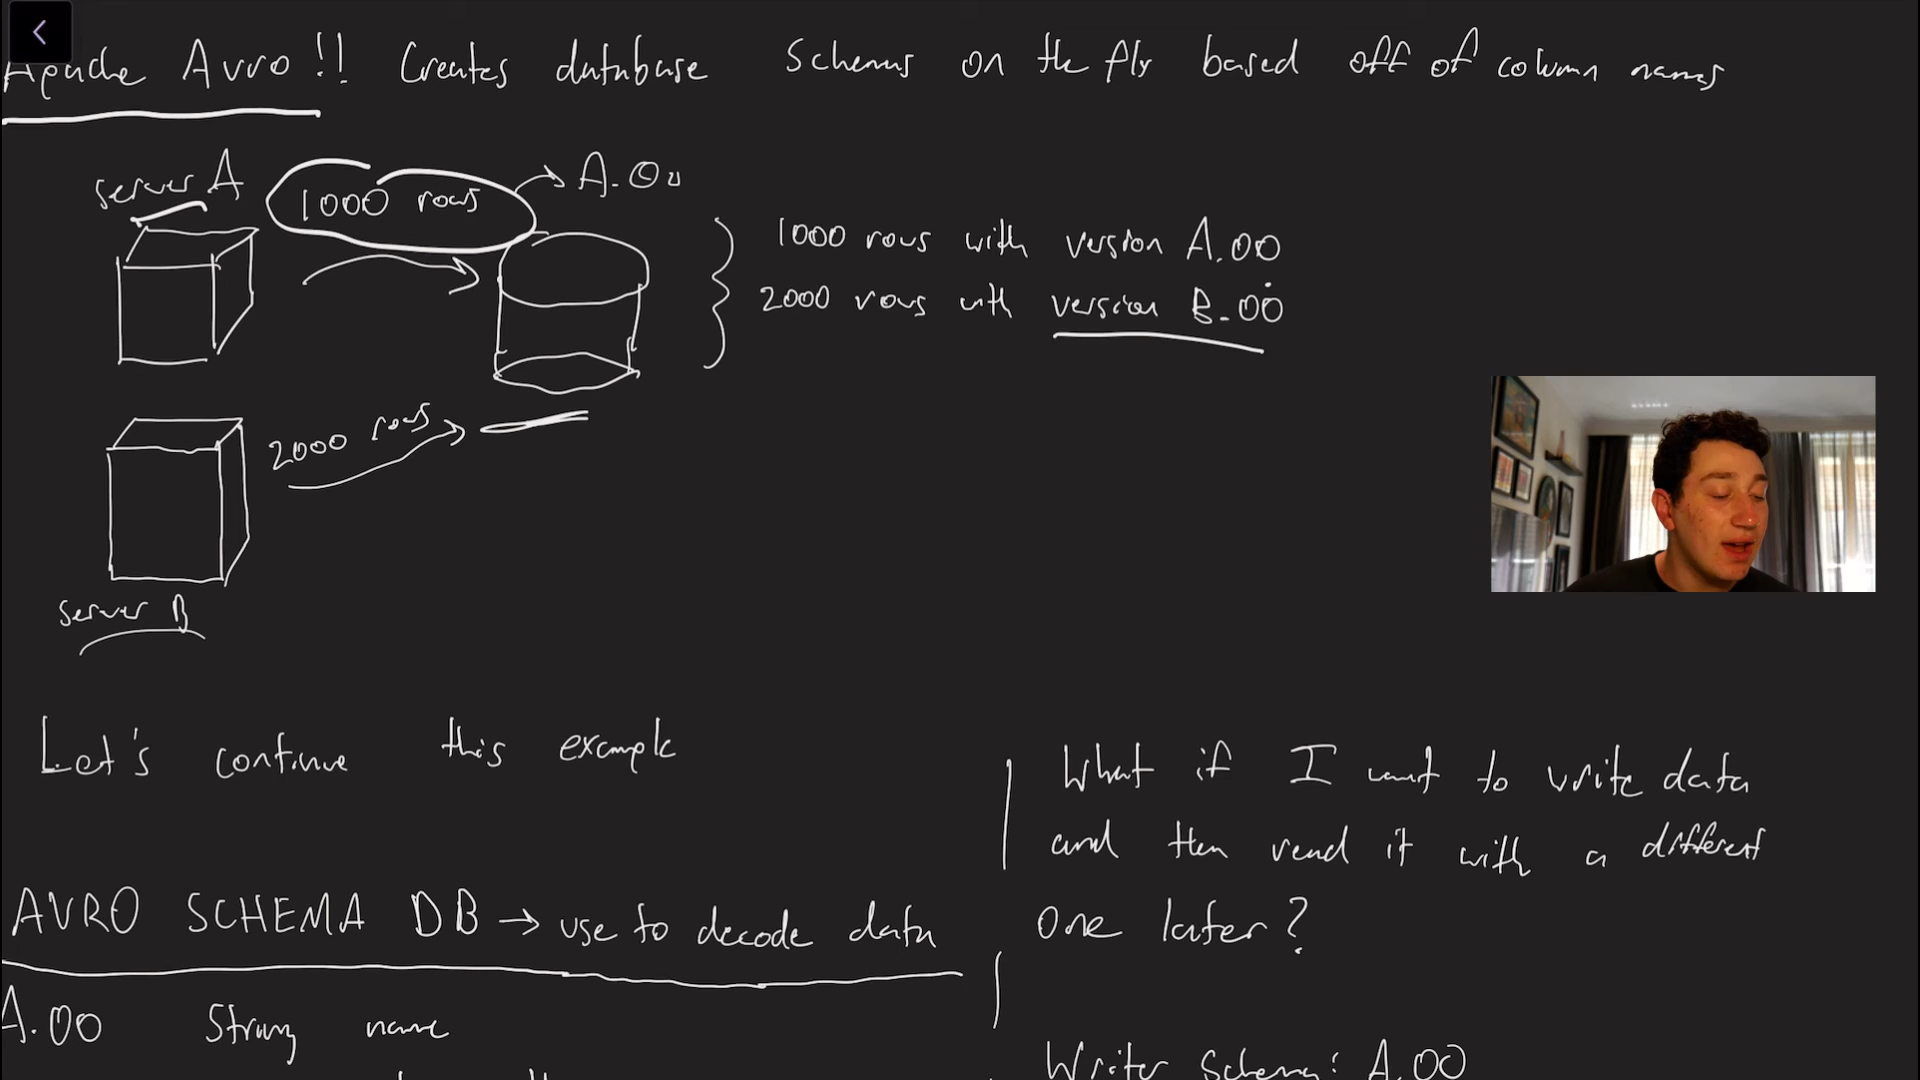 Apache Avro!! Creates database Schemas on the fly based off of column names
server A
1000 rows
A.00
1000 rows with version A.00
2000 rows with version B.00
2000 rows
server B
Let's continue this example
What if I want to write data
and then read it with a different
one later?
AVRO SCHEMA DB → use to decode data
A.00 String name
Writer Schema: A.00